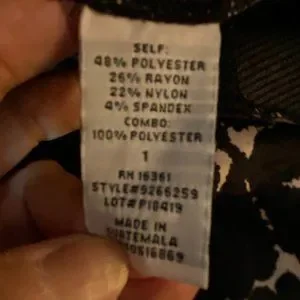 SELF:
48% POLYESTER
26% RAYON
22% NYLON
4% SPANDEX
COMBO:
100% POLYESTER
1
RN 16361
STYLE#9266259
LOT#P18419
MADE IN
GUATEMALA